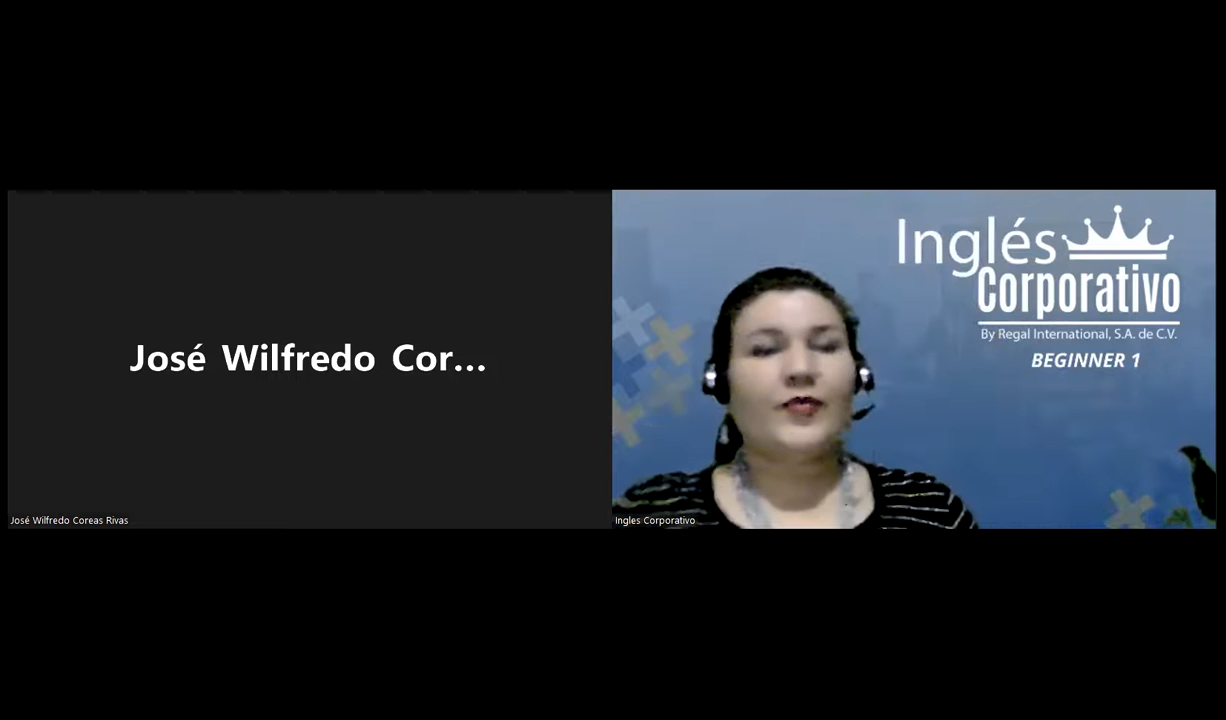 José Wilfredo Cor...
José Wilfredo Coreas Rivas
Inglés
Corporativo
By Regal International, S.A. de C.V.
BEGINNER 1
Ingles Corporativo